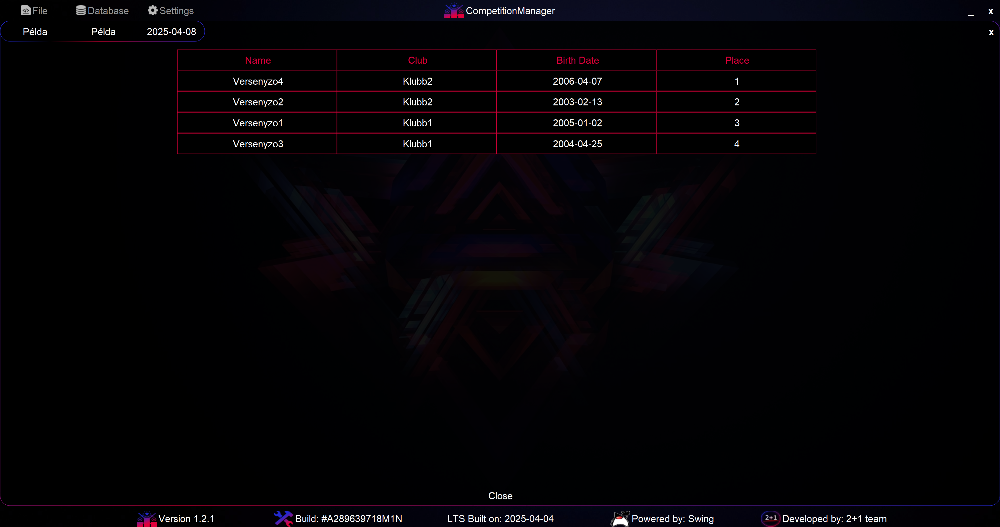 File Database Settings CompetitionManager _ x
Példa Példa 2025-04-08 x
Name Club Birth Date Place
Versenyzo4 Klubb2 2006-04-07 1
Versenyzo2 Klubb2 2003-02-13 2
Versenyzo1 Klubb1 2005-01-02 3
Versenyzo3 Klubb1 2004-04-25 4
Close
Version 1.2.1 Build: #A289639718M1N LTS Built on: 2025-04-04 Powered by: Swing 2+1 Developed by: 2+1 team